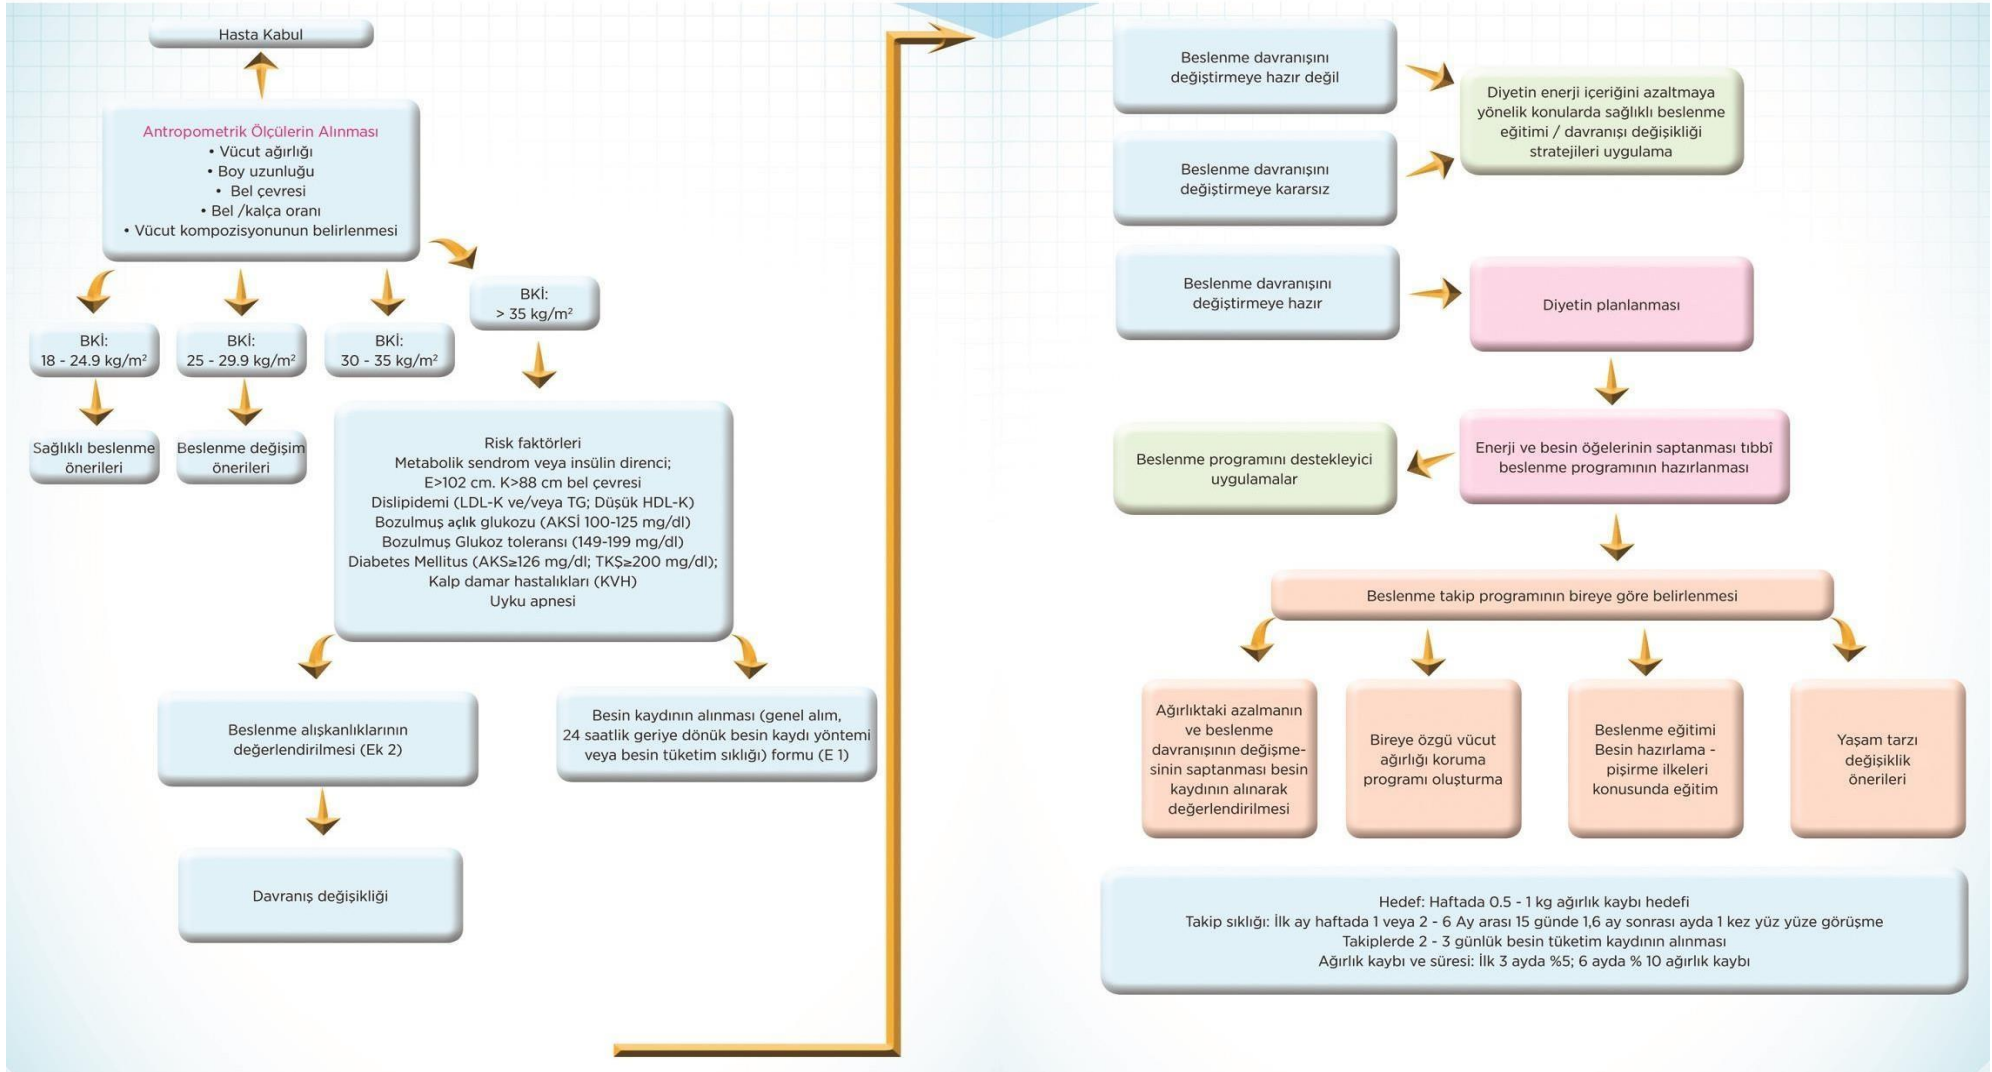 Hasta Kabul
Antropometrik Ölçülerin Alınması
• Vücut ağırlığı
• Boy uzunluğu
• Bel çevresi
• Bel /kalça oranı
• Vücut kompozisyonunun belirlenmesi
BKİ:
18 - 24.9 kg/m²
BKİ:
25 - 29.9 kg/m²
BKİ:
30 - 35 kg/m²
BKİ:
> 35 kg/m²
Sağlıklı beslenme
önerileri
Beslenme değişim
önerileri
Risk faktörleri
Metabolik sendrom veya insülin direnci;
E>102 cm. K>88 cm bel çevresi
Dislipidemi (LDL-K ve/veya TG; Düşük HDL-K)
Bozulmuş açlık glukozu (AKSİ 100-125 mg/dl)
Bozulmuş Glukoz toleransı (149-199 mg/dl)
Diabetes Mellitus (AKS≥126 mg/dl; TKŞ≥200 mg/dl);
Kalp damar hastalıkları (KVH)
Uyku apnesi
Beslenme alışkanlıklarının
değerlendirilmesi (Ek 2)
Besin kaydının alınması (genel alım,
24 saatlik geriye dönük besin kaydı yöntemi
veya besin tüketim sıklığı) formu (E 1)
Davranış değişikliği
Beslenme davranışını
değiştirmeye hazır değil
Beslenme davranışını
değiştirmeye kararsız
Diyetin enerji içeriğini azaltmaya
yönelik konularda sağlıklı beslenme
eğitimi / davranışı değişikliği
stratejileri uygulama
Beslenme davranışını
değiştirmeye hazır
Diyetin planlanması
Enerji ve besin öğelerinin saptanması tıbbî
beslenme programının hazırlanması
Beslenme programını destekleyici
uygulamalar
Beslenme takip programının bireye göre belirlenmesi
Ağırlıktaki azalmanın
ve beslenme
davranışının değişme-
sinin saptanması besin
kaydının alınarak
değerlendirilmesi
Bireye özgü vücut
ağırlığı koruma
programı oluşturma
Beslenme eğitimi
Besin hazırlama -
pişirme ilkeleri
konusunda eğitim
Yaşam tarzı
değişiklik
önerileri
Hedef: Haftada 0.5 - 1 kg ağırlık kaybı hedefi
Takip sıklığı: İlk ay haftada 1 veya 2 - 6 Ay arası 15 günde 1,6 ay sonrası ayda 1 kez yüz yüze görüşme
Takiplerde 2 - 3 günlük besin tüketim kaydının alınması
Ağırlık kaybı ve süresi: İlk 3 ayda %5; 6 ayda % 10 ağırlık kaybı